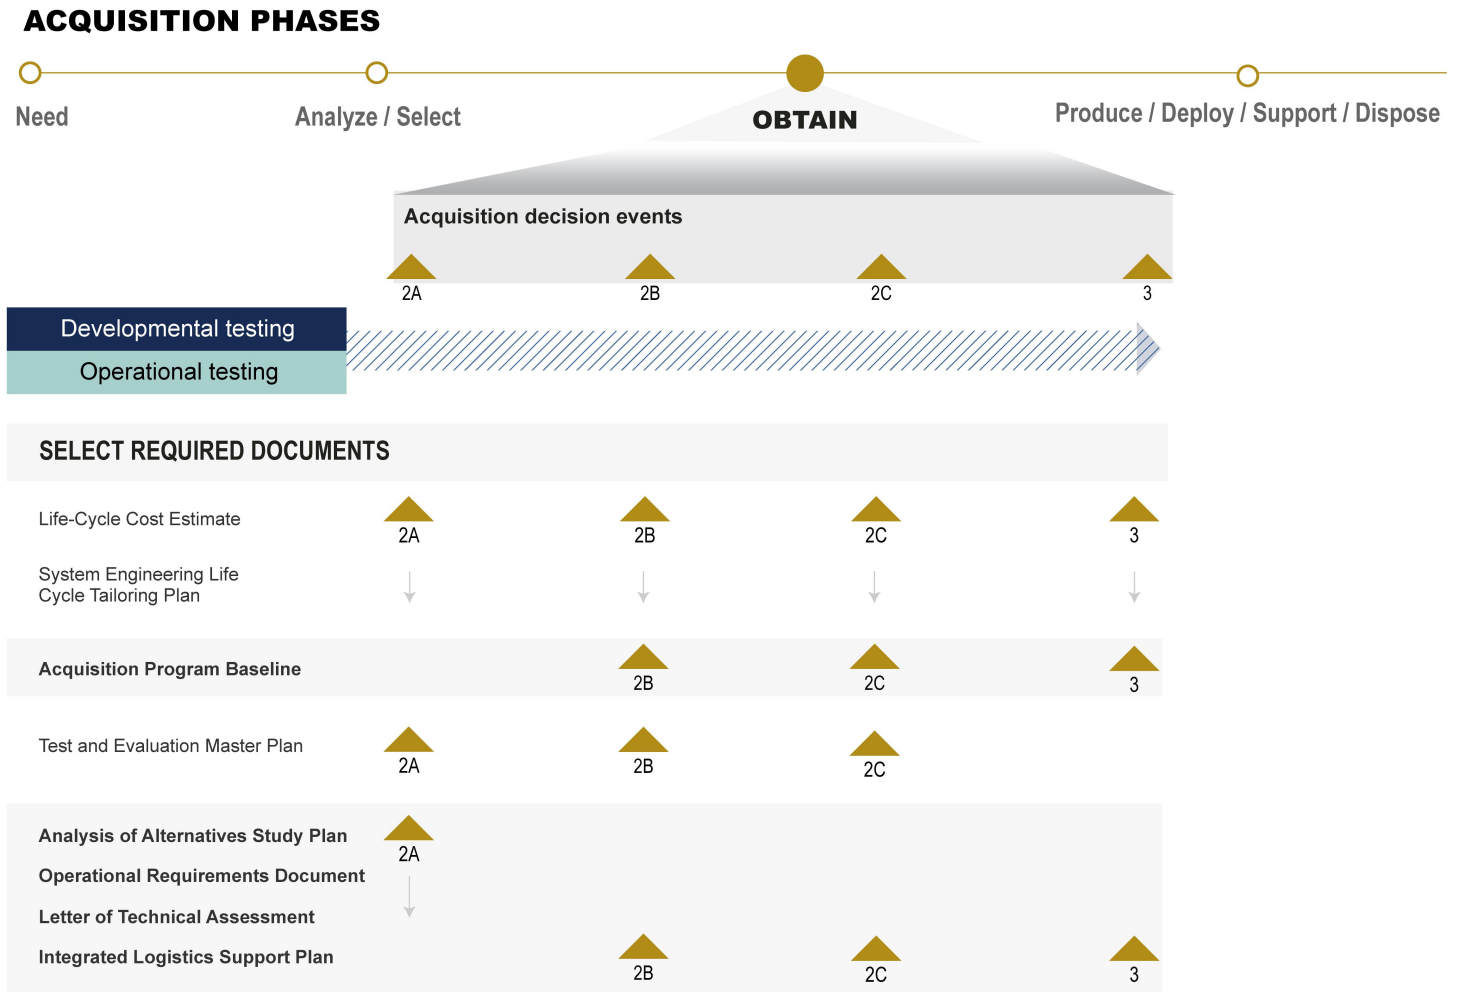 ACQUISITION PHASES
Need
Analyze / Select
OBTAIN
Produce / Deploy / Support / Dispose
Acquisition decision events
2A 2B 2C 3
Developmental testing
Operational testing
SELECT REQUIRED DOCUMENTS
Life-Cycle Cost Estimate
2A 2B 2C 3
System Engineering Life
Cycle Tailoring Plan
Acquisition Program Baseline
2B 2C 3
Test and Evaluation Master Plan
2A 2B 2C
Analysis of Alternatives Study Plan
2A
Operational Requirements Document
Letter of Technical Assessment
Integrated Logistics Support Plan
2B 2C 3